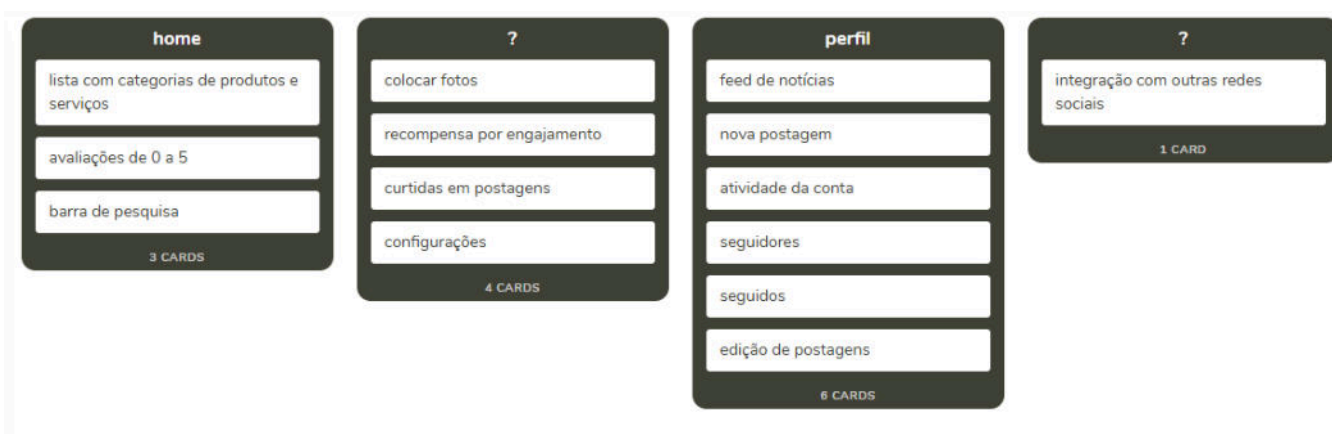 home
lista com categorias de produtos e
serviços
avaliações de 0 a 5
barra de pesquisa
3 CARDS
?
colocar fotos
recompensa por engajamento
curtidas em postagens
configurações
4 CARDS
perfil
feed de notícias
nova postagem
atividade da conta
seguidores
seguidos
edição de postagens
6 CARDS
?
integração com outras redes
sociais
1 CARD